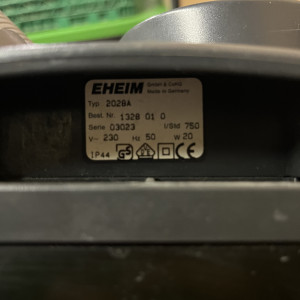 EHEIM GmbH & Co KG
Made in Germany
Typ 2028A
Best. Nr. 1328 01 0
Serie 03023 l/Std 750
V~ 230 Hz 50 W 20
IP44 GS